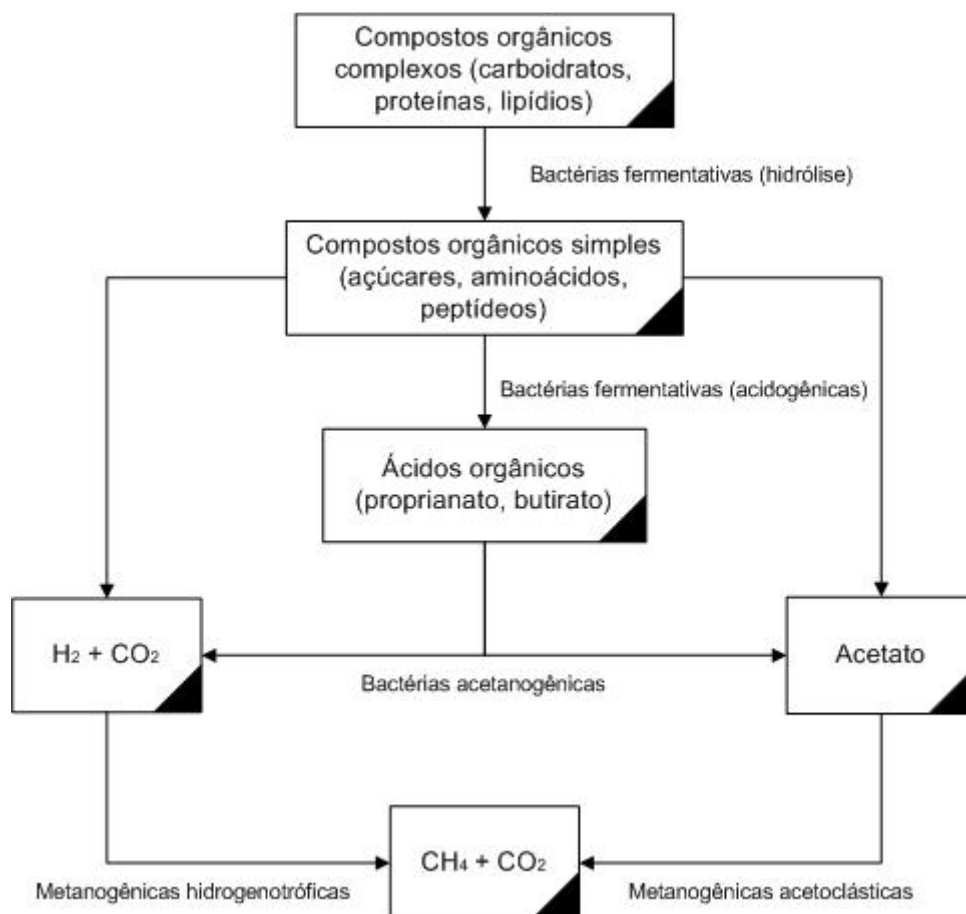 Compostos orgânicos
complexos (carboidratos,
proteínas, lipídios)
Bactérias fermentativas (hidrólise)
Compostos orgânicos simples
(açúcares, aminoácidos,
peptídeos)
Bactérias fermentativas (acidogênicas)
Ácidos orgânicos
(proprianato, butirato)
H₂ + CO₂
Acetato
Bactérias acetanogênicas
CH₄ + CO₂
Metanogênicas hidrogenotróficas
Metanogênicas acetoclásticas